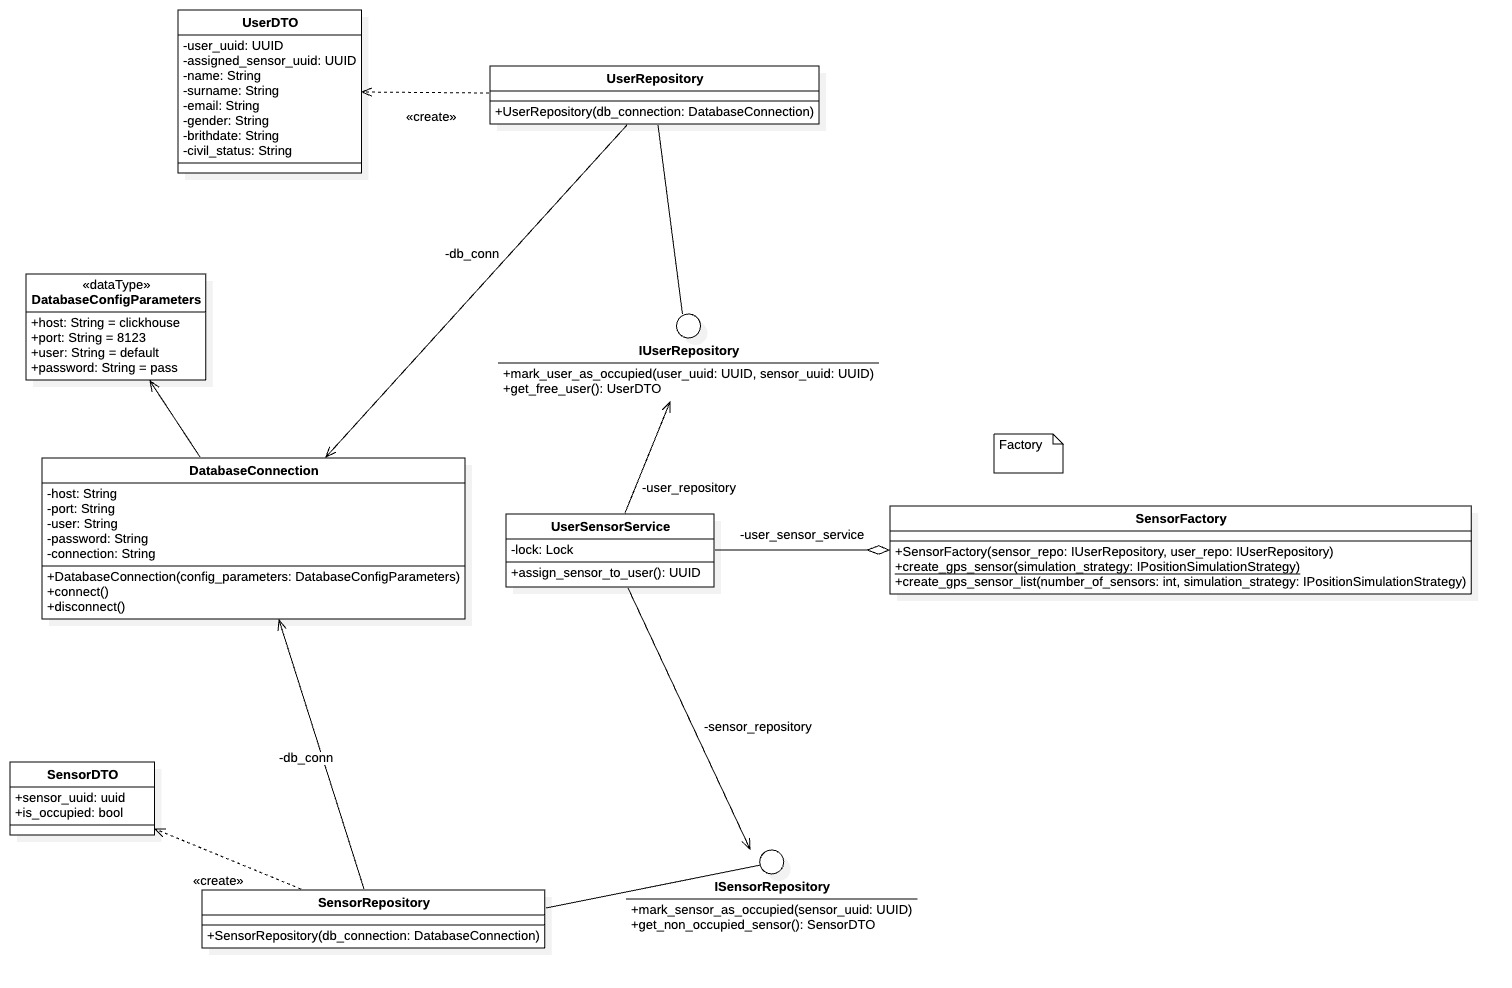 UserDTO
-user_uuid: UUID
-assigned_sensor_uuid: UUID
-name: String
-surname: String
-email: String
-gender: String
-brithdate: String
-civil_status: String
«create»
UserRepository
+UserRepository(db_connection: DatabaseConnection)
-db_conn
«dataType»
DatabaseConfigParameters
+host: String = clickhouse
+port: String = 8123
+user: String = default
+password: String = pass
IUserRepository
+mark_user_as_occupied(user_uuid: UUID, sensor_uuid: UUID)
+get_free_user(): UserDTO
DatabaseConnection
-host: String
-port: String
-user: String
-password: String
-connection: String
+DatabaseConnection(config_parameters: DatabaseConfigParameters)
+connect()
+disconnect()
-user_repository
UserSensorService
-lock: Lock
+assign_sensor_to_user(): UUID
-user_sensor_service
Factory
SensorFactory
+SensorFactory(sensor_repo: IUserRepository, user_repo: IUserRepository)
+create_gps_sensor(simulation_strategy: IPositionSimulationStrategy)
+create_gps_sensor_list(number_of_sensors: int, simulation_strategy: IPositionSimulationStrategy)
-sensor_repository
-db_conn
SensorDTO
+sensor_uuid: uuid
+is_occupied: bool
«create»
SensorRepository
+SensorRepository(db_connection: DatabaseConnection)
ISensorRepository
+mark_sensor_as_occupied(sensor_uuid: UUID)
+get_non_occupied_sensor(): SensorDTO